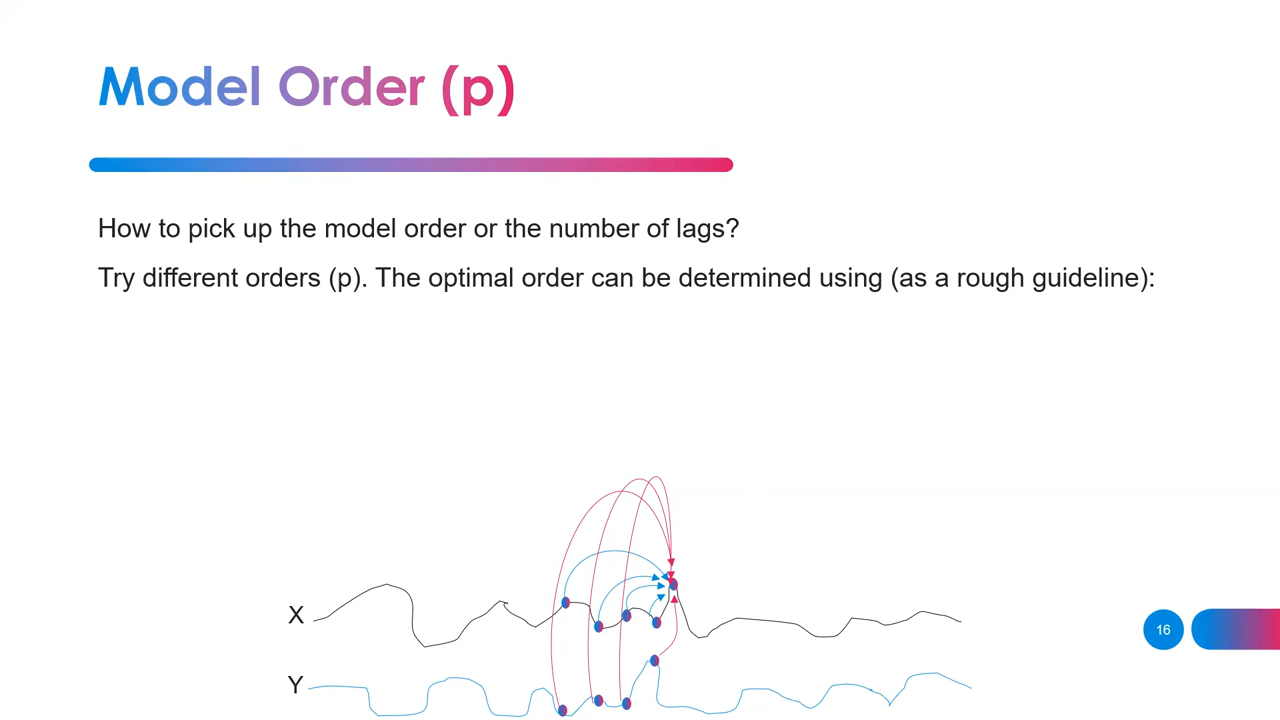 Model Order (p)
How to pick up the model order or the number of lags?
Try different orders (p). The optimal order can be determined using (as a rough guideline):
X
16
Y